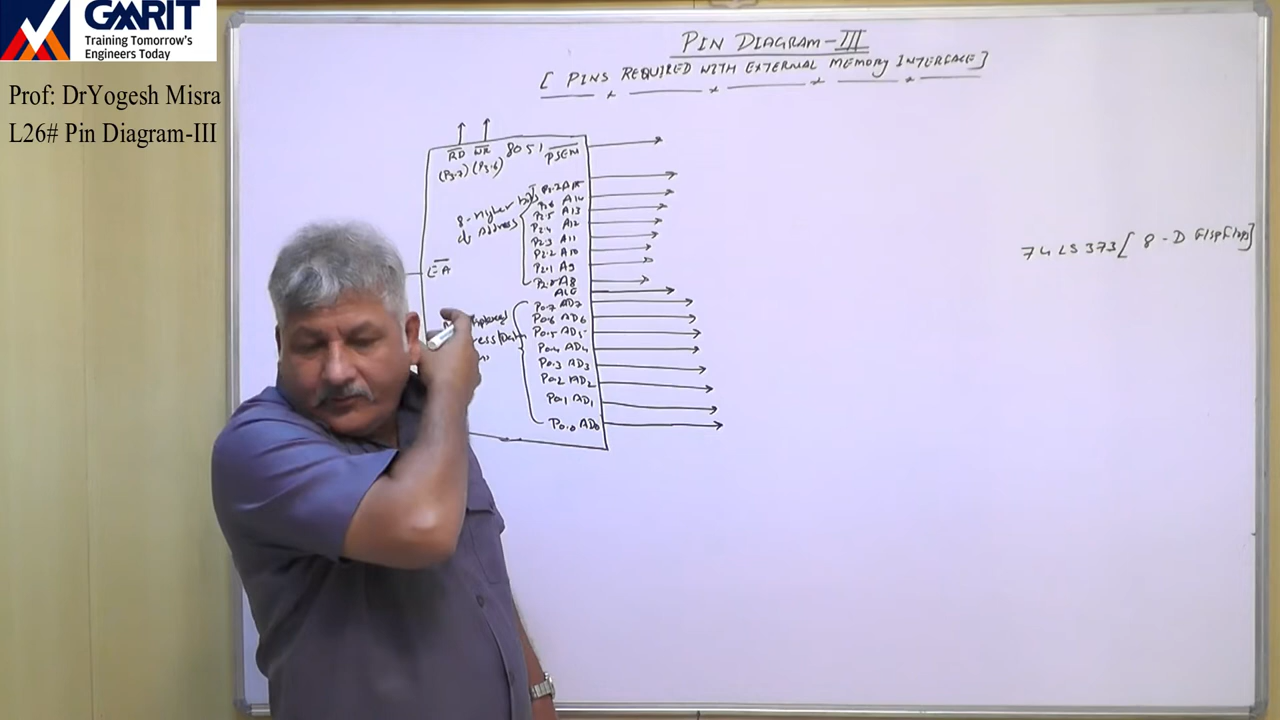 GMRIT
Training Tomorrow's
Engineers Today
Prof: DrYogesh Misra
L26# Pin Diagram-III
PIN DIAGRAM-III
[ PINS REQUIRED WITH EXTERNAL MEMORY INTERFACE ]
RD WR 8051 PSEN
(P3.7) (P3.6)
8-Higher bits
of Address
A15
P2.6 A14
P2.5 A13
P2.4 A12
P2.3 A11
P2.2 A10
P2.1 A9
P2.0 A8
ALE
EA
P0.7 AD7
P0.6 AD6
P0.5 AD5
P0.4 AD4
P0.3 AD3
P0.2 AD2
P0.1 AD1
P0.0 AD0
74LS373 [ 8-D FlipFlop]